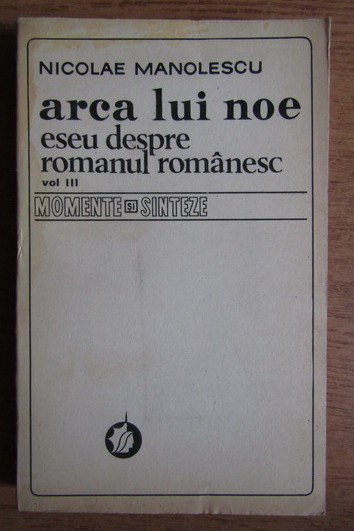 NICOLAE MANOLESCU
arca lui noe
eseu despre
romanul românesc
vol III
MOMENTE ȘI SINTEZE